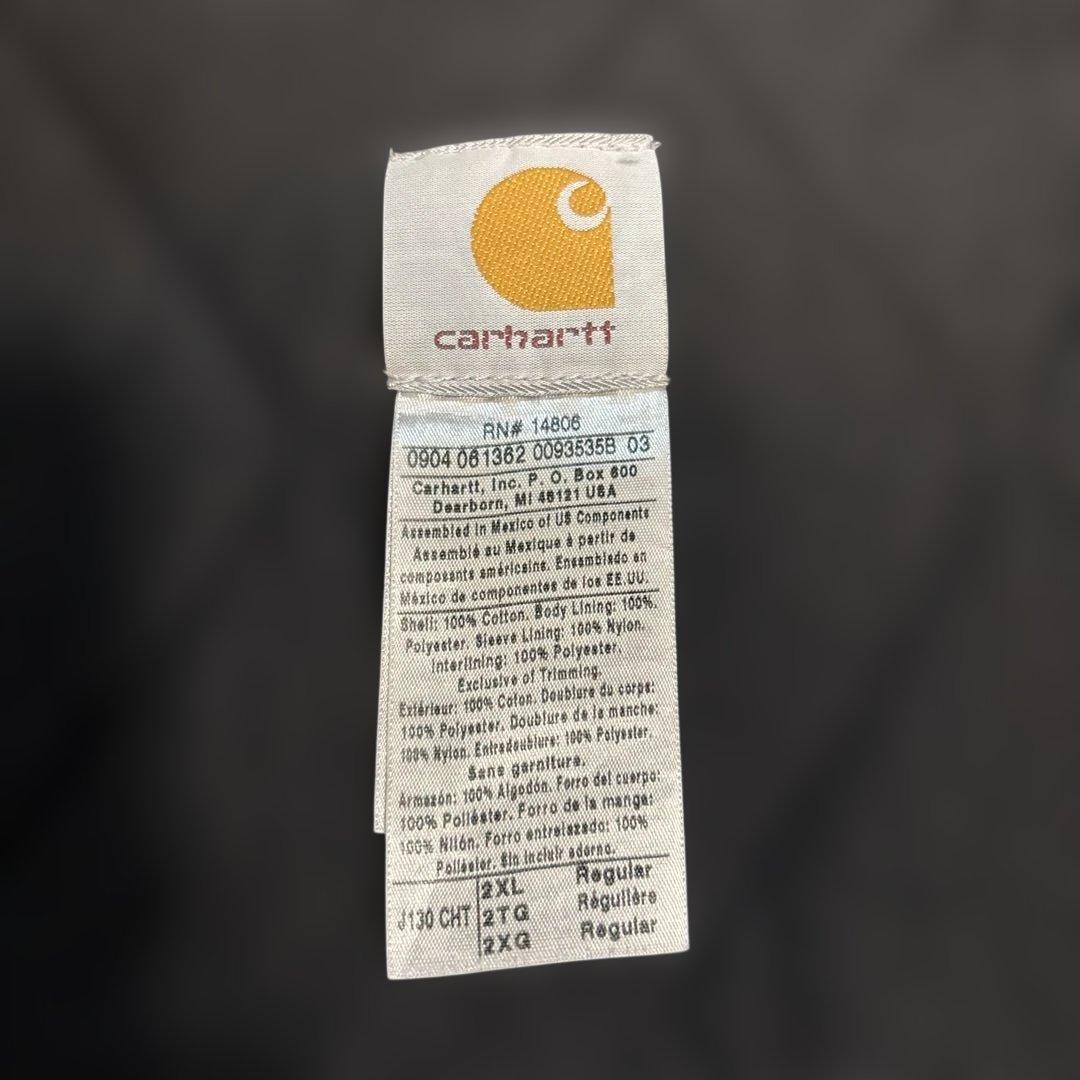 carhartt
RN# 14806
0904 061362 0093535B 03
Carhartt, Inc. P. O. Box 600
Dearborn, MI 48121 USA
Assembled in Mexico of US Components
Assemblé au Mexique à partir de
composants américains. Ensamblado en
México de componentes de los EE.UU.
Shell: 100% Cotton. Body Lining: 100%
Polyester. Sleeve Lining: 100% Nylon.
Interlining: 100% Polyester.
Exclusive of Trimming.
Extérieur: 100% Coton. Doublure du corps:
100% Polyester. Doublure de la manche:
100% Nylon. Entredoublure: 100% Polyester.
Sans garniture.
Armazón: 100% Algodón. Forro del cuerpo:
100% Poliéster. Forro de la manga:
100% Nilón. Forro entrelazado: 100%
Poliéster. Sin incluir adorno.
J130 CHT 2XL Regular
2TG Régulière
2XG Regular